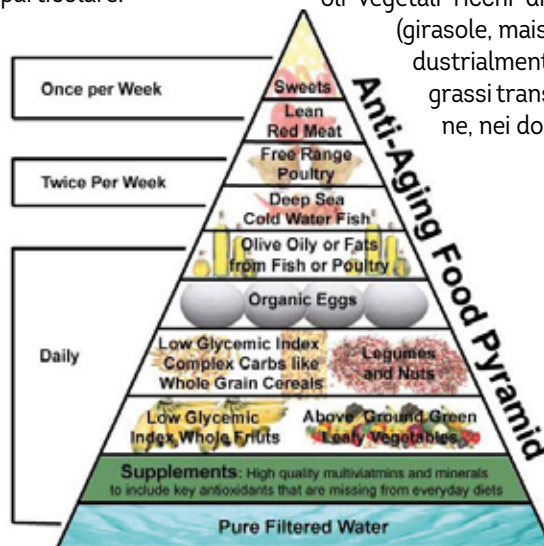 particolare.
oli vegetali ricchi di
(girasole, mais
dustrialment
grassi trans
ne, nei do
Anti-Aging Food Pyramid
Once per Week
Sweets
Lean
Red Meat
Twice Per Week
Free Range
Poultry
Deep Sea
Cold Water Fish
Daily
Olive Oily or Fats
from Fish or Poultry
Organic Eggs
Low Glycemic Index
Complex Carbs like
Whole Grain Cereals
Legumes
and Nuts
Low Glycemic
Index Whole Friuts
Above Ground Green
Leafy Vegetables
Supplements: High quality multiviatmins and minerals
to include key antioxidants that are missing from everyday diets
Pure Filtered Water